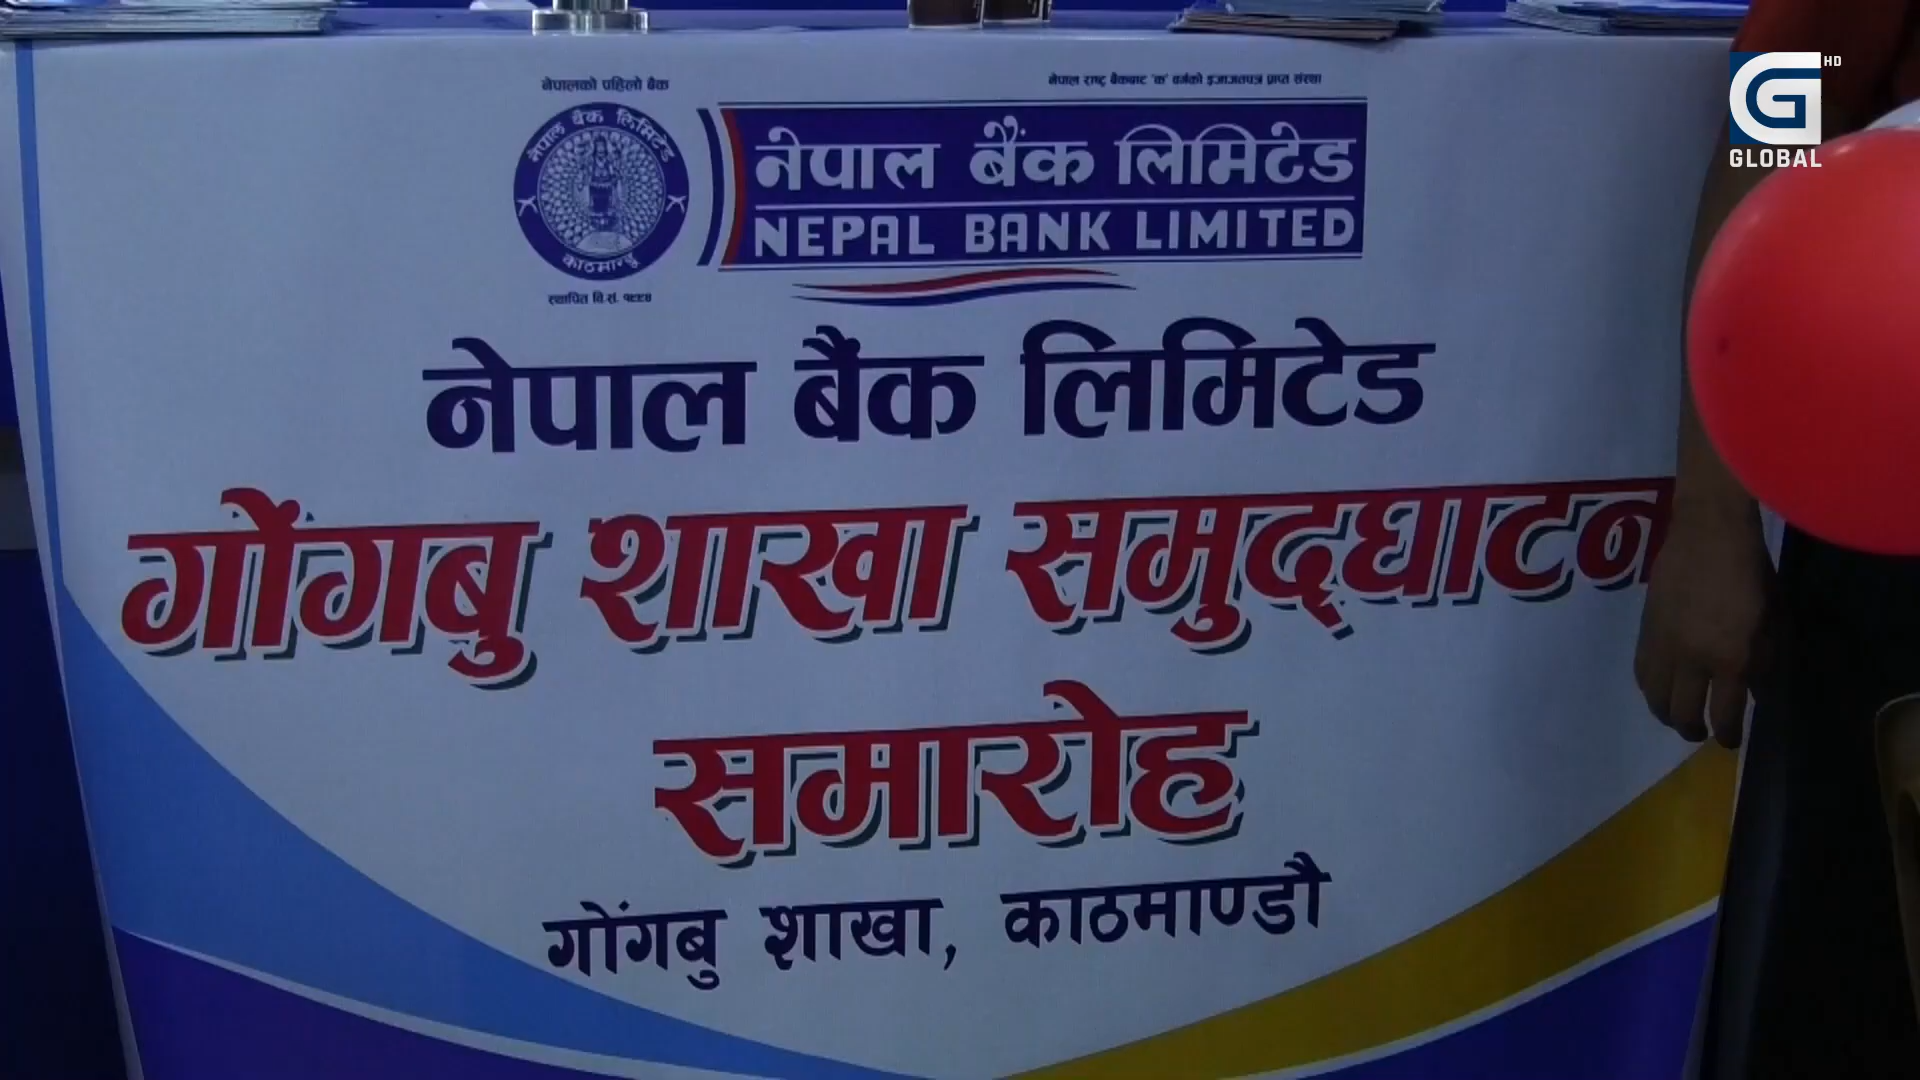 नेपालको पहिलो बैंक
नेपाल राष्ट्र बैंकबाट 'क' वर्गको इजाजतपत्र प्राप्त संस्था
HD
GLOBAL
नेपाल बैंक लिमिटेड
काठमान्डु
नेपाल बैंक लिमिटेड
NEPAL BANK LIMITED
स्थापित वि.सं. १९९४
नेपाल बैंक लिमिटेड
गोंगबु शाखा समुद्घाटन
समारोह
गोंगबु शाखा, काठमाण्डौ